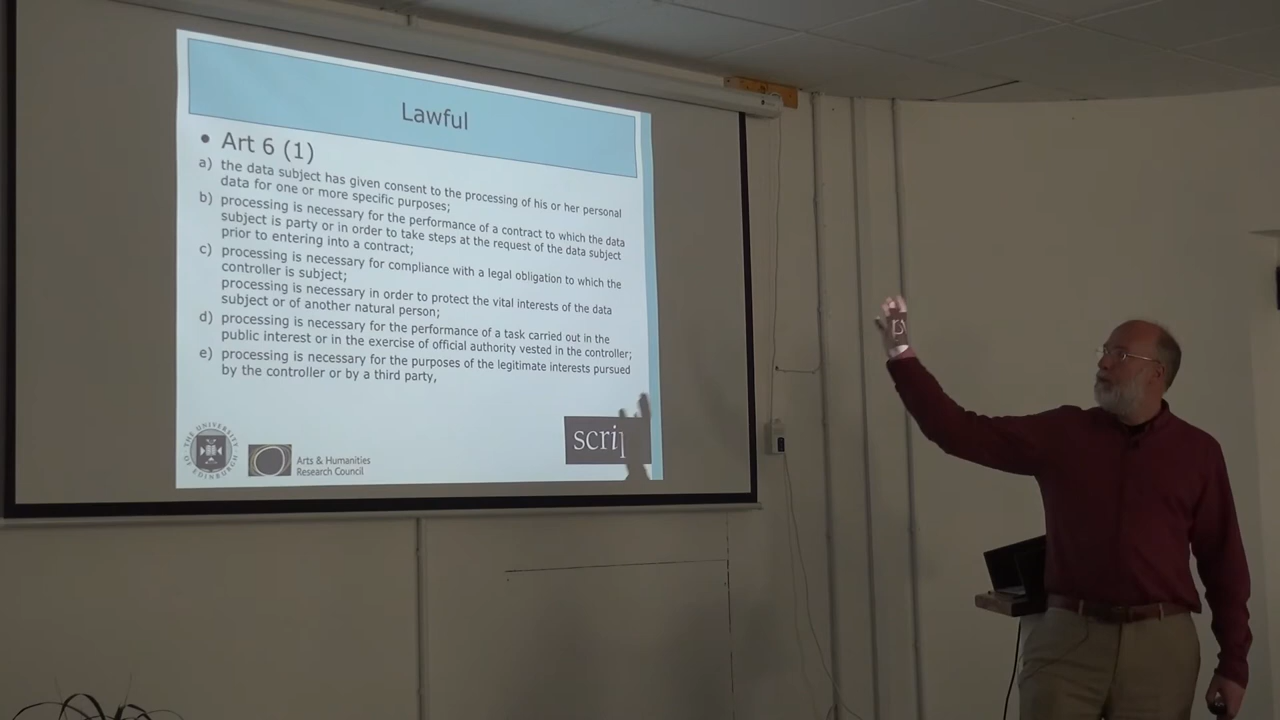 Lawful
• Art 6 (1)
a) the data subject has given consent to the processing of his or her personal
data for one or more specific purposes;
b) processing is necessary for the performance of a contract to which the data
subject is party or in order to take steps at the request of the data subject
prior to entering into a contract;
c) processing is necessary for compliance with a legal obligation to which the
controller is subject;
processing is necessary in order to protect the vital interests of the data
subject or of another natural person;
d) processing is necessary for the performance of a task carried out in the
public interest or in the exercise of official authority vested in the controller;
e) processing is necessary for the purposes of the legitimate interests pursued
by the controller or by a third party,
THE UNIVERSITY
OF EDINBURGH
Arts & Humanities
Research Council
scrip